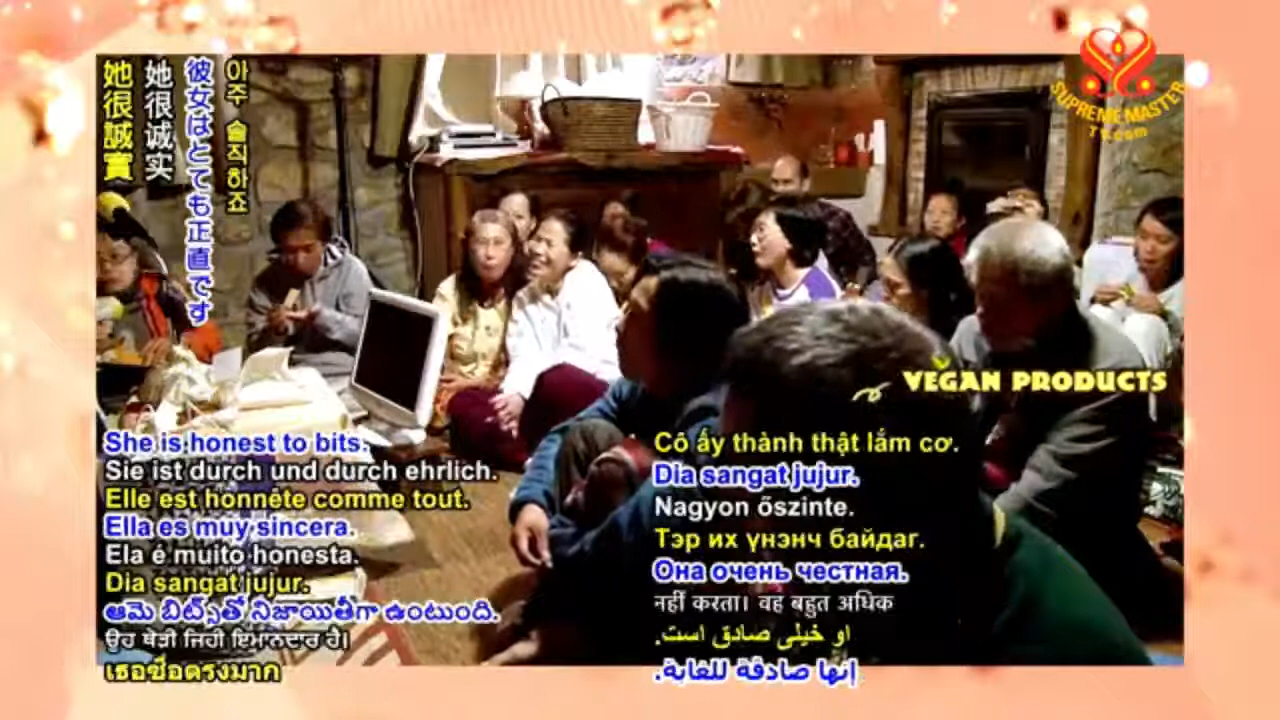 她很誠實
她很诚实
彼女はとても正直です
아주 솔직하죠
SUPREME MASTER
TV.com
VEGAN PRODUCTS
She is honest to bits.
Sie ist durch und durch ehrlich.
Elle est honnête comme tout.
Ella es muy sincera.
Ela é muito honesta.
Dia sangat jujur.
ఆమె బిట్స్‌తో నిజాయితీగా ఉంటుంది.
ਉਹ ਥੋੜੀ ਜਿਹੀ ਇਮਾਨਦਾਰ ਹੈ।
เธอซื่อตรงมาก
Cô ấy thành thật lắm cơ.
Dia sangat jujur.
Nagyon őszinte.
Тэр их үнэнч байдаг.
Она очень честная.
नहीं करता। वह बहुत अधिक
او خیلی صادق است.
إنها صادقة للغاية.